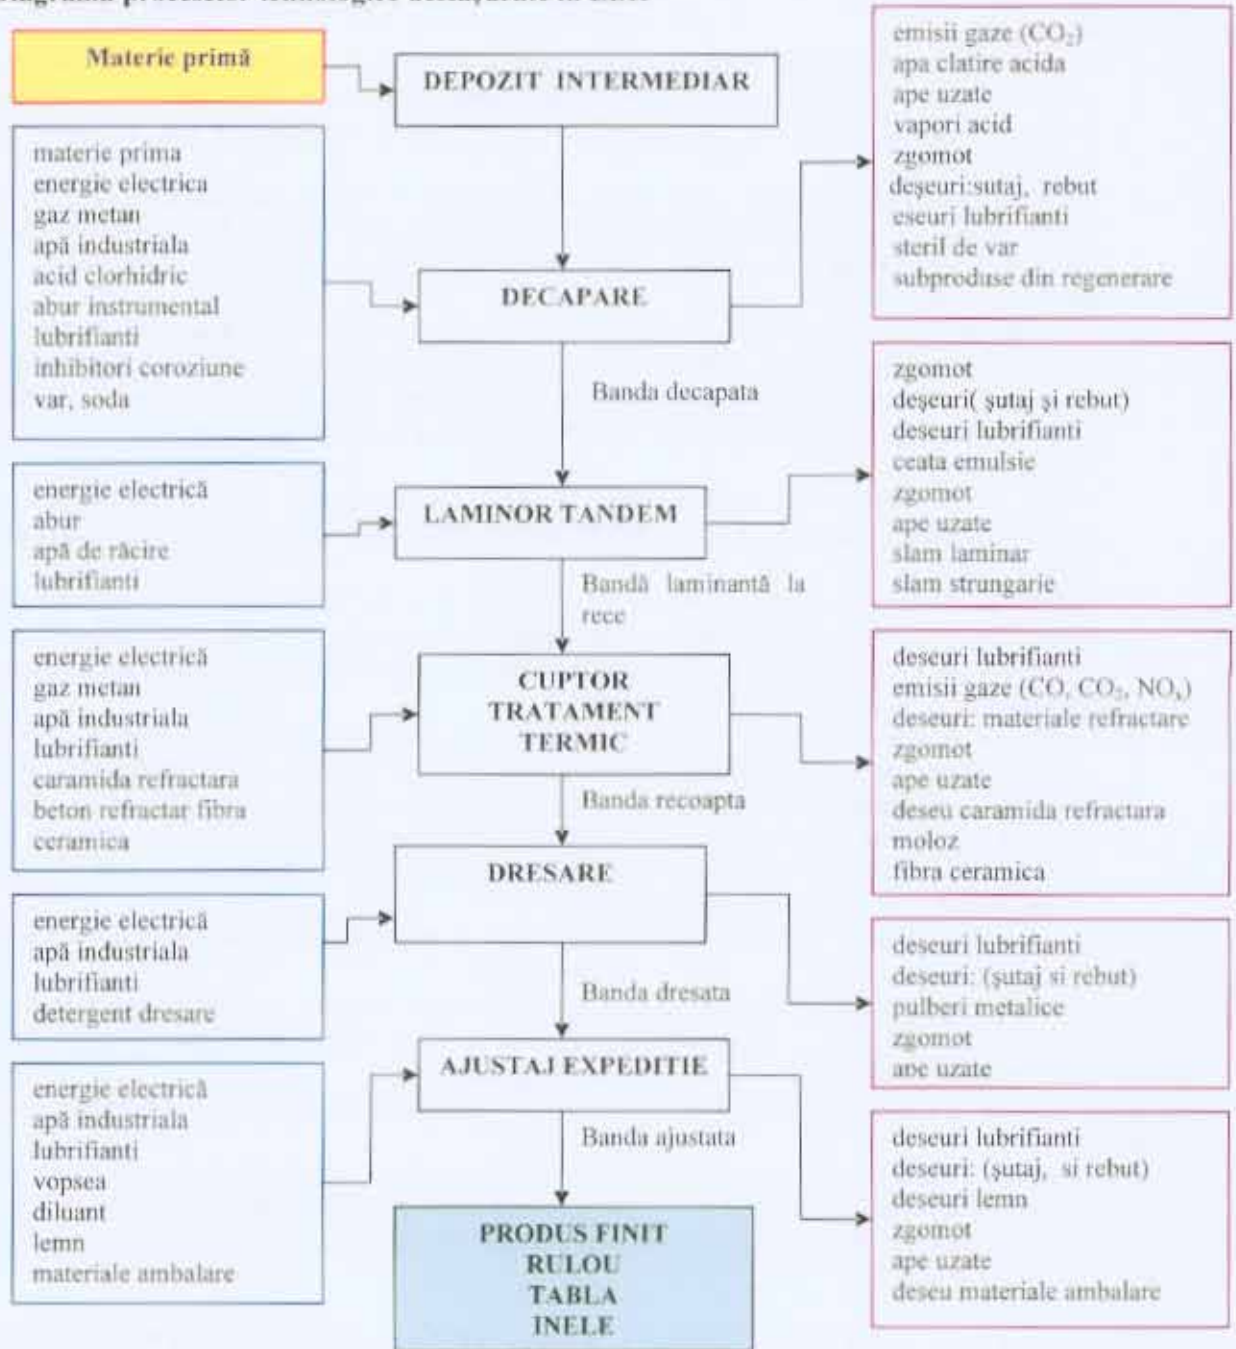 Materie primă
DEPOZIT INTERMEDIAR
emisii gaze (CO₂)
apa clatire acida
ape uzate
vapori acid
zgomot
deşeuri:sutaj, rebut
eseuri lubrifianti
steril de var
subproduse din regenerare
materie prima
energie electrica
gaz metan
apă industriala
acid clorhidric
abur instrumental
lubrifianti
inhibitori coroziune
var, soda
DECAPARE
Banda decapata
zgomot
deşeuri( şutaj şi rebut)
deseuri lubrifianti
ceata emulsie
zgomot
ape uzate
slam laminar
slam strungarie
energie electrică
abur
apă de răcire
lubrifianti
LAMINOR TANDEM
Bandă laminantă la
rece
energie electrică
gaz metan
apă industriala
lubrifianti
caramida refractara
beton refractar fibra
ceramica
CUPTOR
TRATAMENT
TERMIC
Banda recoapta
deseuri lubrifianti
emisii gaze (CO, CO₂, NOₓ)
deseuri: materiale refractare
zgomot
ape uzate
deseu caramida refractara
moloz
fibra ceramica
DRESARE
energie electrică
apă industriala
lubrifianti
detergent dresare
Banda dresata
deseuri lubrifianti
deseuri: (şutaj si rebut)
pulberi metalice
zgomot
ape uzate
AJUSTAJ EXPEDITIE
energie electrică
apă industriala
lubrifianti
vopsea
diluant
lemn
materiale ambalare
Banda ajustata
deseuri lubrifianti
deseuri: (şutaj, si rebut)
deseuri lemn
zgomot
ape uzate
deseu materiale ambalare
PRODUS FINIT
RULOU
TABLA
INELE